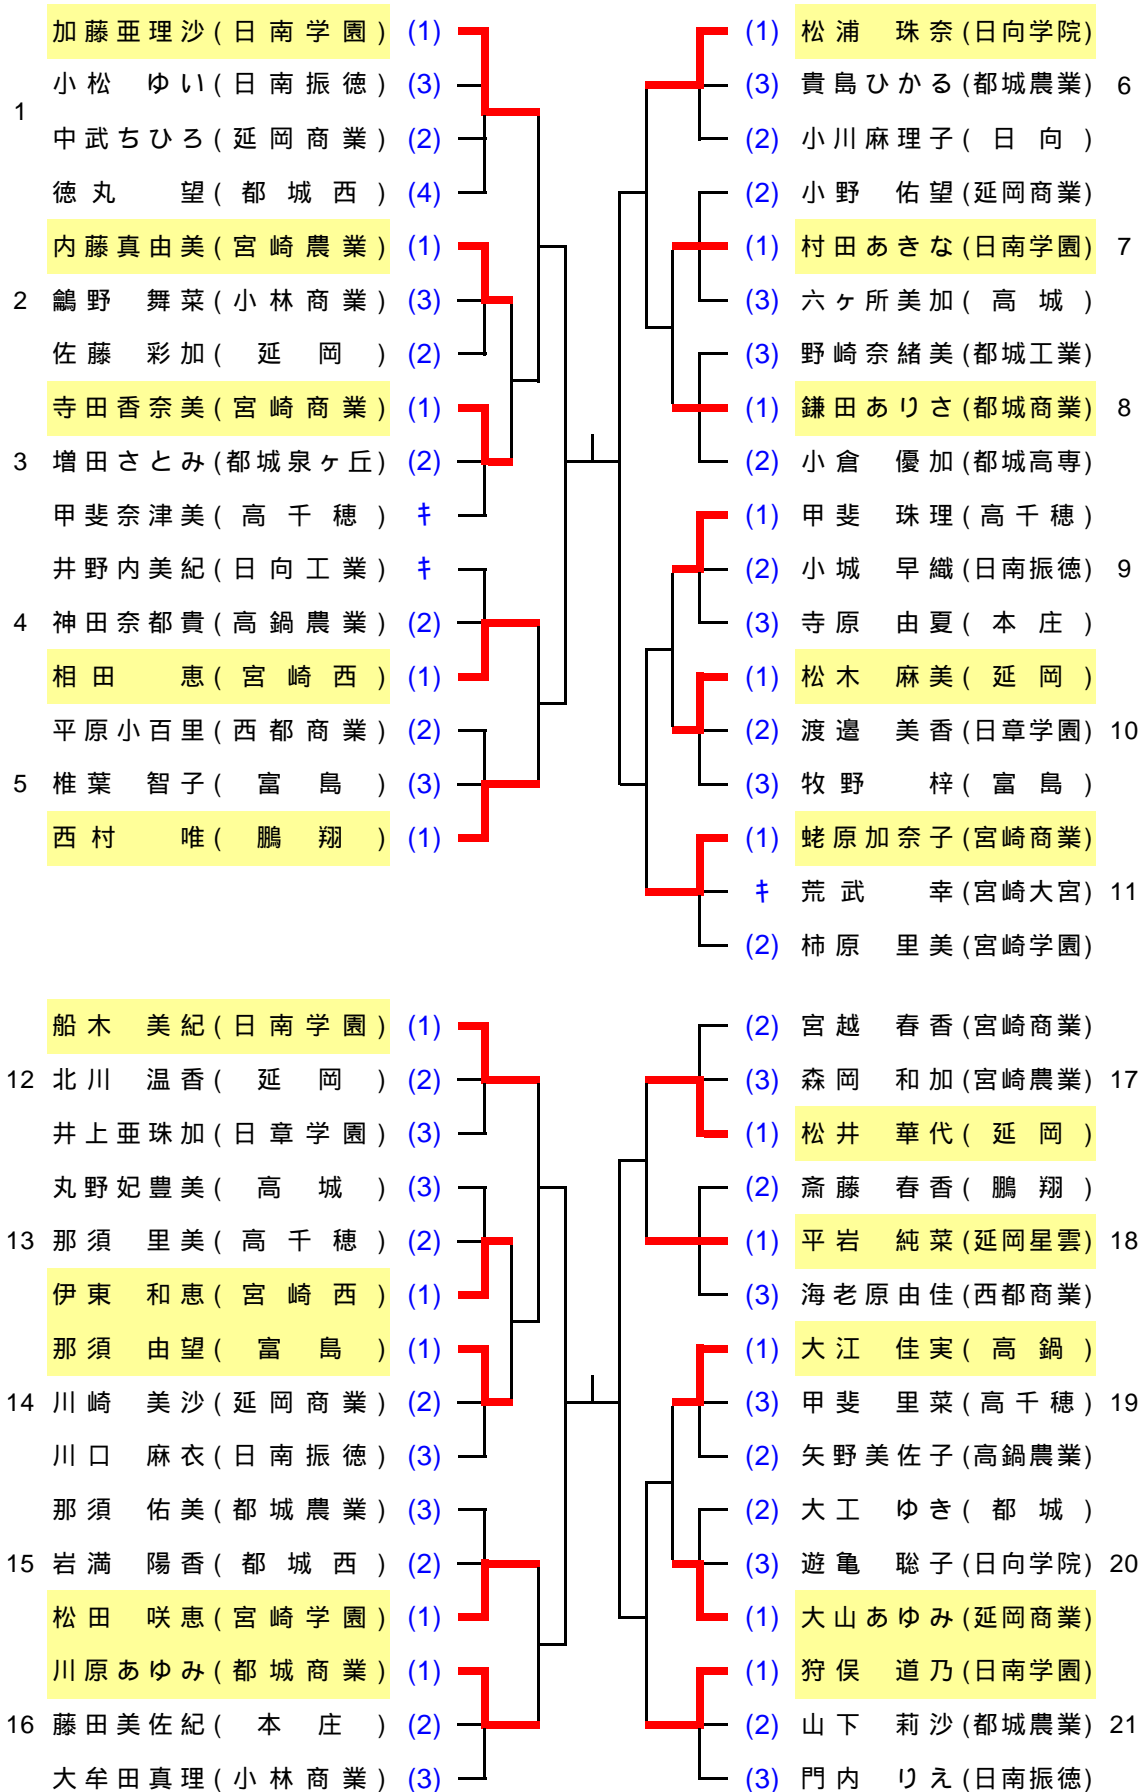 加藤亜理沙(日南学園) (1)
小松 ゆい(日南振徳) (3)
1
中武ちひろ(延岡商業) (2)
徳丸 望(都城西) (4)
内藤真由美(宮崎農業) (1)
2 鸙野 舞菜(小林商業) (3)
佐藤 彩加(延岡) (2)
寺田香奈美(宮崎商業) (1)
3 増田さとみ(都城泉ヶ丘) (2)
甲斐奈津美(高千穂) キ
井野内美紀(日向工業) キ
4 神田奈都貴(高鍋農業) (2)
相田 恵(宮崎西) (1)
平原小百里(西都商業) (2)
5 椎葉 智子(富島) (3)
西村 唯(鵬翔) (1)
(1) 松浦 珠奈(日向学院)
(3) 貴島ひかる(都城農業) 6
(2) 小川麻理子(日向)
(2) 小野 佑望(延岡商業)
(1) 村田あきな(日南学園) 7
(3) 六ヶ所美加(高城)
(3) 野崎奈緒美(都城工業)
(1) 鎌田ありさ(都城商業) 8
(2) 小倉 優加(都城高専)
(1) 甲斐 珠理(高千穂)
(2) 小城 早織(日南振徳) 9
(3) 寺原 由夏(本庄)
(1) 松木 麻美(延岡)
(2) 渡邉 美香(日章学園) 10
(3) 牧野 梓(富島)
(1) 蛯原加奈子(宮崎商業)
キ 荒武 幸(宮崎大宮) 11
(2) 柿原 里美(宮崎学園)
船木 美紀(日南学園) (1)
12 北川 温香(延岡) (2)
井上亜珠加(日章学園) (3)
丸野妃豊美(高城) (3)
13 那須 里美(高千穂) (2)
伊東 和恵(宮崎西) (1)
那須 由望(富島) (1)
14 川崎 美沙(延岡商業) (2)
川口 麻衣(日南振徳) (3)
那須 佑美(都城農業) (3)
15 岩満 陽香(都城西) (2)
松田 咲恵(宮崎学園) (1)
川原あゆみ(都城商業) (1)
16 藤田美佐紀(本庄) (2)
大牟田真理(小林商業) (3)
(2) 宮越 春香(宮崎商業)
(3) 森岡 和加(宮崎農業) 17
(1) 松井 華代(延岡)
(2) 斎藤 春香(鵬翔)
(1) 平岩 純菜(延岡星雲) 18
(3) 海老原由佳(西都商業)
(1) 大江 佳実(高鍋)
(3) 甲斐 里菜(高千穂) 19
(2) 矢野美佐子(高鍋農業)
(2) 大工 ゆき(都城)
(3) 遊亀 聡子(日向学院) 20
(1) 大山あゆみ(延岡商業)
(1) 狩俣 道乃(日南学園)
(2) 山下 莉沙(都城農業) 21
(3) 門内 りえ(日南振徳)